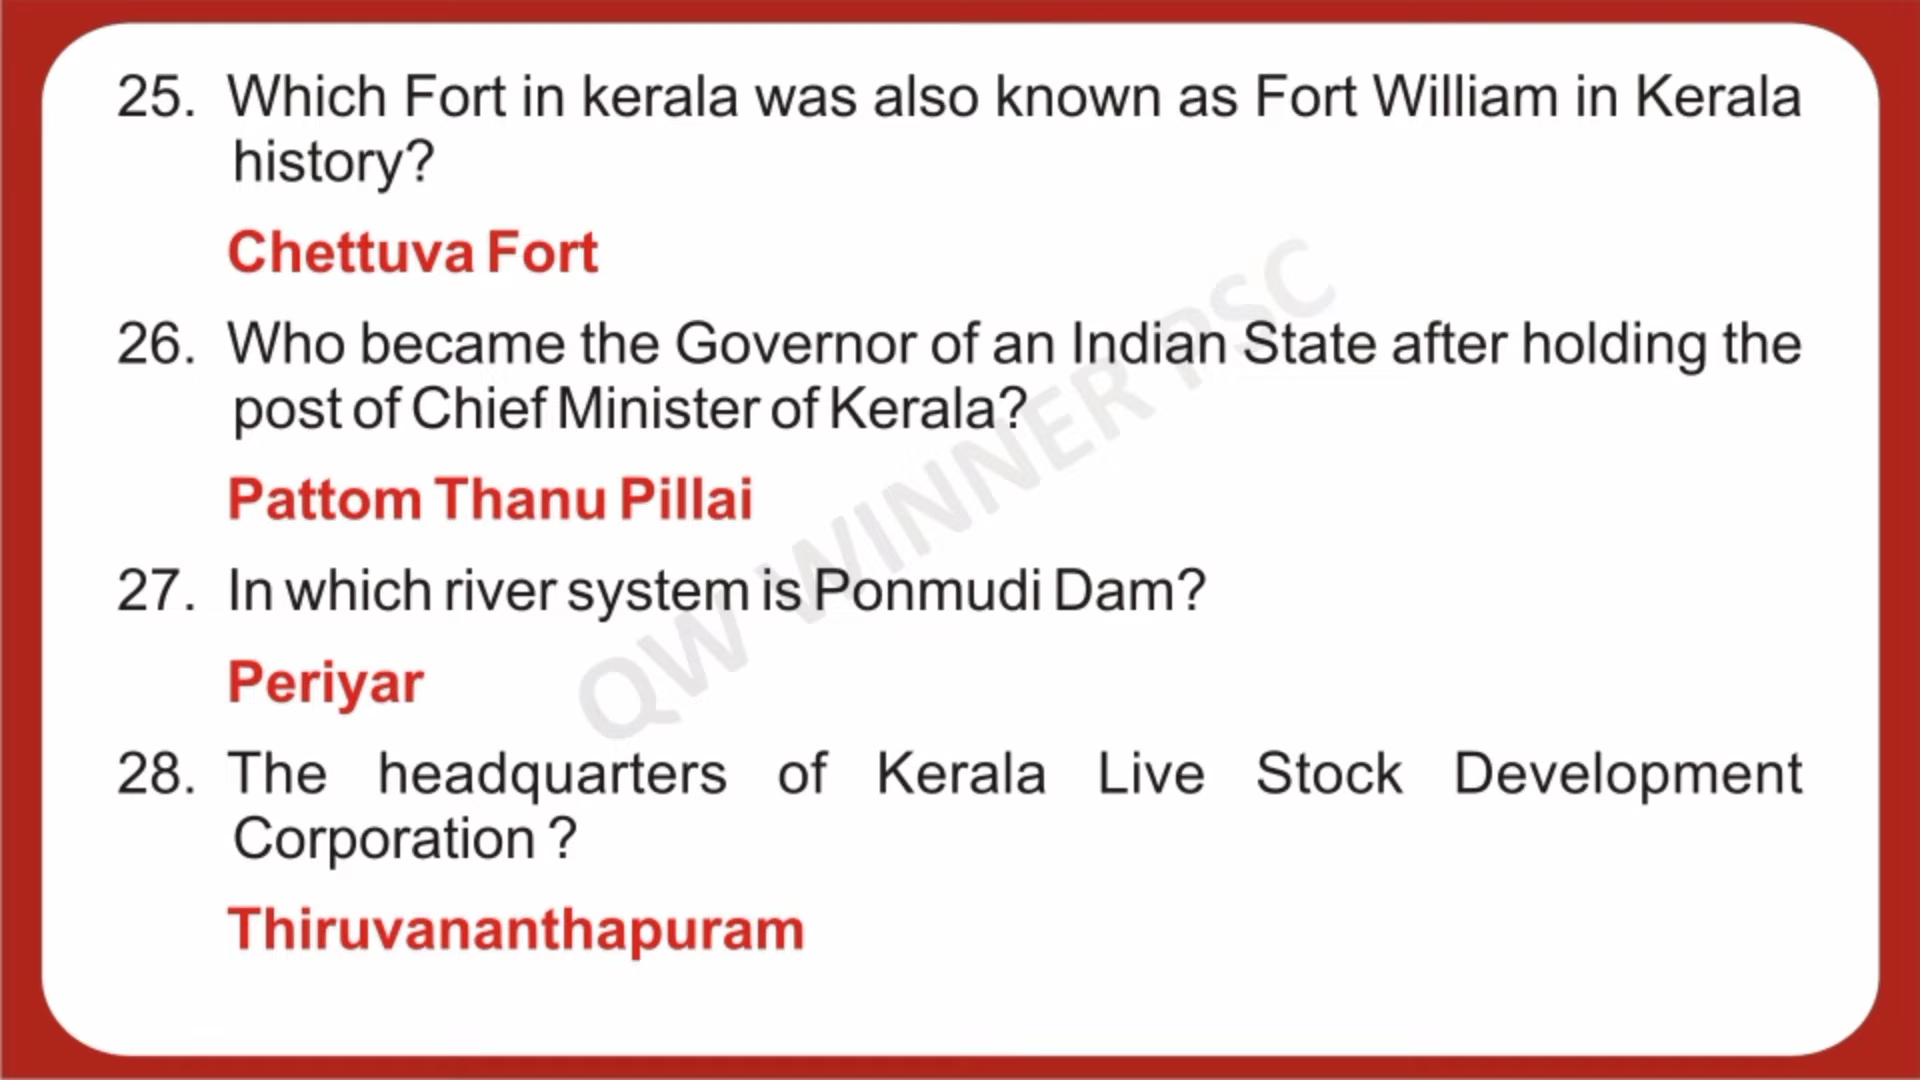 25. Which Fort in kerala was also known as Fort William in Kerala
history?
Chettuva Fort
26. Who became the Governor of an Indian State after holding the
post of Chief Minister of Kerala?
Pattom Thanu Pillai
27. In which river system is Ponmudi Dam?
Periyar
28. The headquarters of Kerala Live Stock Development
Corporation ?
Thiruvananthapuram
QW WINNER PSC